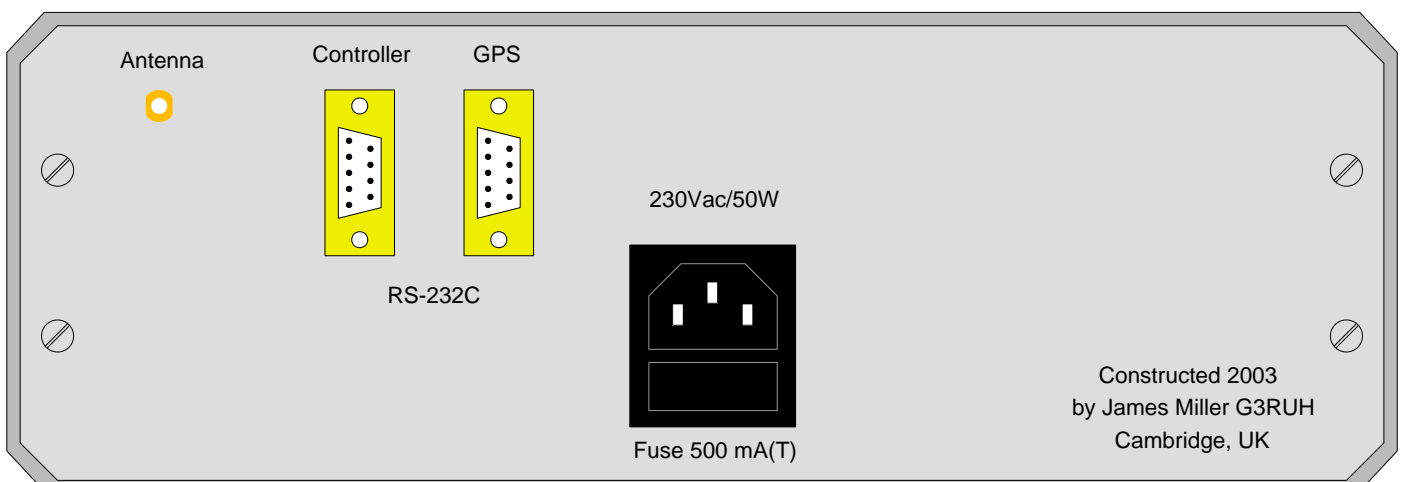 Antenna
Controller
GPS
RS-232C
230Vac/50W
Fuse 500 mA(T)
Constructed 2003
by James Miller G3RUH
Cambridge, UK